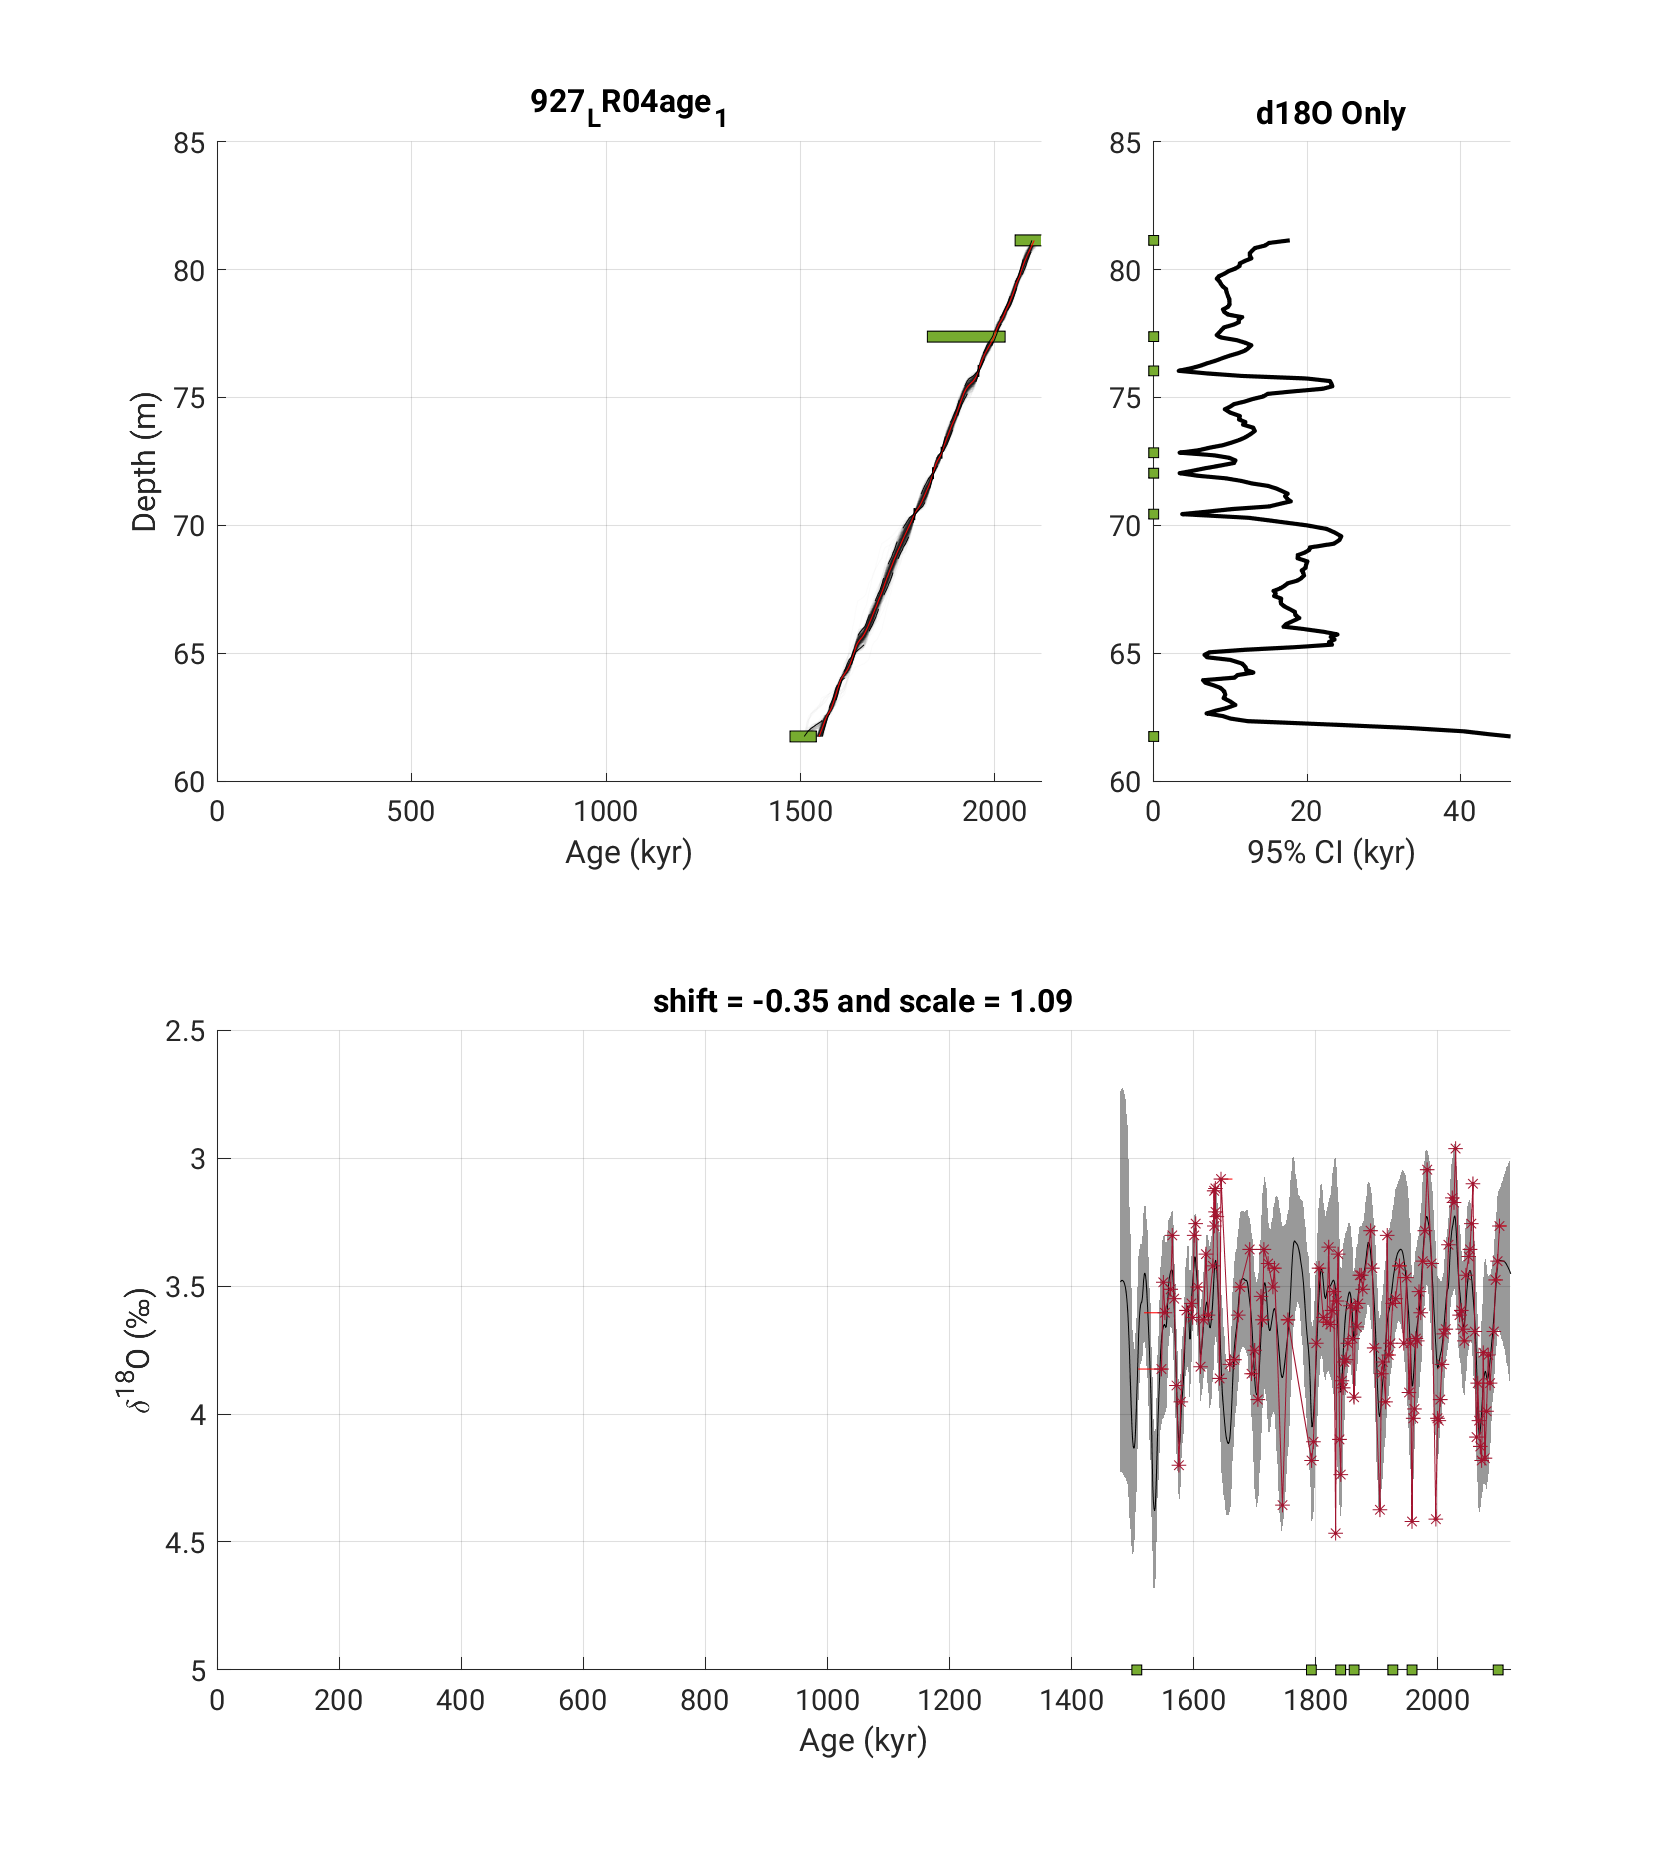 927LR04age1
d18O Only
85
80
75
70
65
60
Depth (m)
0 500 1000 1500 2000
Age (kyr)
85
80
75
70
65
60
0 20 40
95% CI (kyr)
shift = -0.35 and scale = 1.09
2.5
3
3.5
4
4.5
5
δ18O (‰)
0 200 400 600 800 1000 1200 1400 1600 1800 2000
Age (kyr)